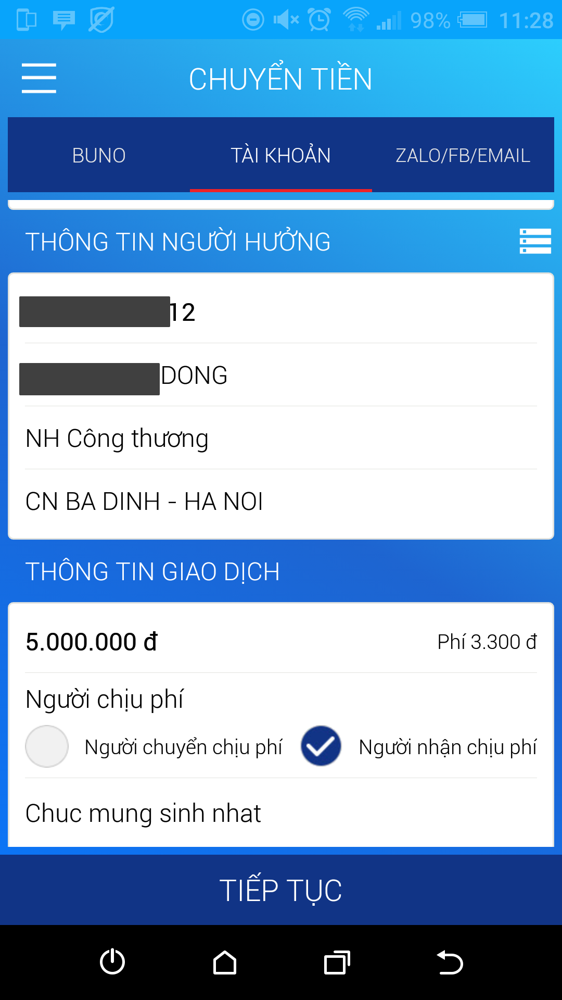 98% 11:28
CHUYỂN TIỀN
BUNO TÀI KHOẢN ZALO/FB/EMAIL
THÔNG TIN NGƯỜI HƯỞNG
12
DONG
NH Công thương
CN BA DINH - HA NOI
THÔNG TIN GIAO DỊCH
5.000.000 đ Phí 3.300 đ
Người chịu phí
Người chuyển chịu phí Người nhận chịu phí
Chuc mung sinh nhat
TIẾP TỤC